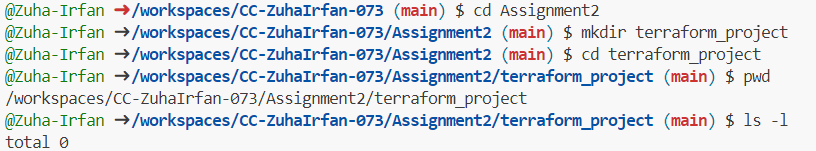 @Zuha-Irfan ➜/workspaces/CC-ZuhaIrfan-073 (main) $ cd Assignment2
@Zuha-Irfan ➜/workspaces/CC-ZuhaIrfan-073/Assignment2 (main) $ mkdir terraform_project
@Zuha-Irfan ➜/workspaces/CC-ZuhaIrfan-073/Assignment2 (main) $ cd terraform_project
@Zuha-Irfan ➜/workspaces/CC-ZuhaIrfan-073/Assignment2/terraform_project (main) $ pwd
/workspaces/CC-ZuhaIrfan-073/Assignment2/terraform_project
@Zuha-Irfan ➜/workspaces/CC-ZuhaIrfan-073/Assignment2/terraform_project (main) $ ls -l
total 0